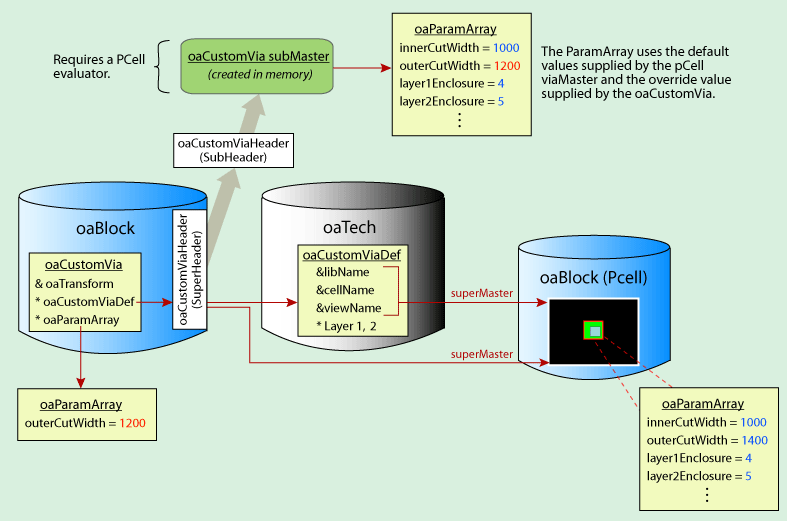 Requires a PCell
evaluator.
oaCustomVia subMaster
(created in memory)
oaParamArray
innerCutWidth = 1000
outerCutWidth = 1200
layer1Enclosure = 4
layer2Enclosure = 5
⋮
The ParamArray uses the default
values supplied by the pCell
viaMaster and the override value
supplied by the oaCustomVia.
oaCustomViaHeader
(SubHeader)
oaBlock
oaCustomVia
& oaTransform
* oaCustomViaDef
* oaParamArray
oaCustomViaHeader
(SuperHeader)
oaTech
oaCustomViaDef
&libName
&cellName
&viewName
* Layer 1, 2
superMaster
superMaster
oaBlock (Pcell)
oaParamArray
outerCutWidth = 1200
oaParamArray
innerCutWidth = 1000
outerCutWidth = 1400
layer1Enclosure = 4
layer2Enclosure = 5
⋮